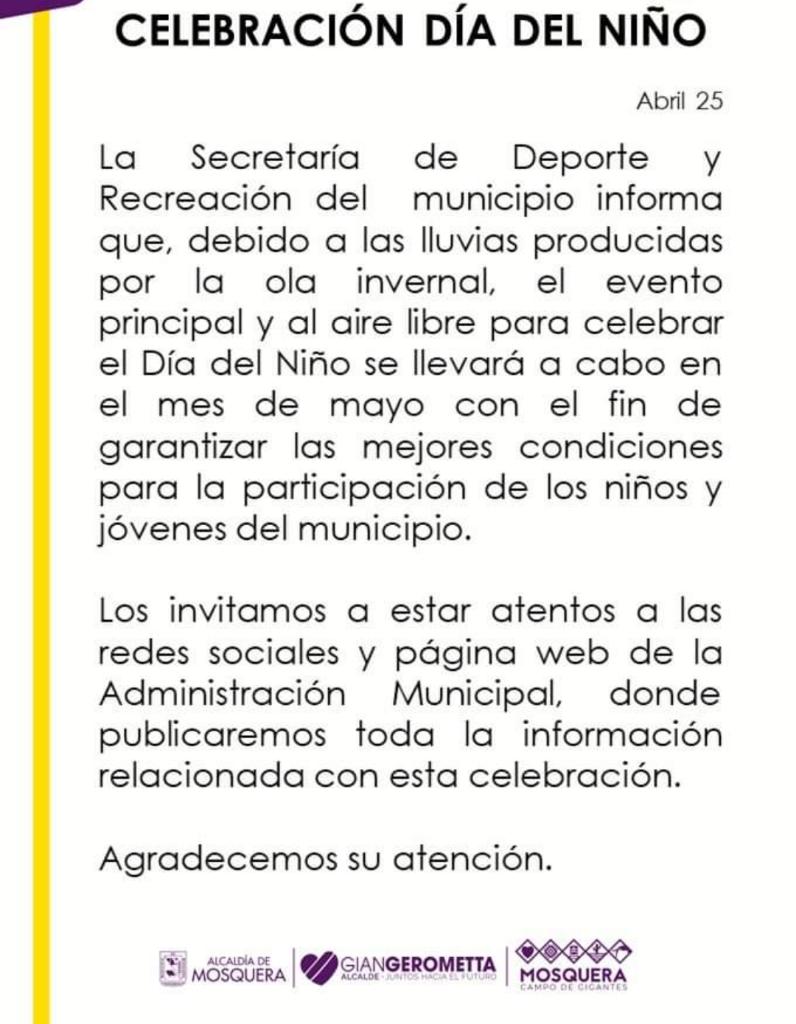 CELEBRACIÓN DÍA DEL NIÑO
Abril 25
La Secretaría de Deporte y
Recreación del municipio informa
que, debido a las lluvias producidas
por la ola invernal, el evento
principal y al aire libre para celebrar
el Día del Niño se llevará a cabo en
el mes de mayo con el fin de
garantizar las mejores condiciones
para la participación de los niños y
jóvenes del municipio.
Los invitamos a estar atentos a las
redes sociales y página web de la
Administración Municipal, donde
publicaremos toda la información
relacionada con esta celebración.
Agradecemos su atención.
ALCALDÍA DE
MOSQUERA
GIANGEROMETTA
ALCALDE - JUNTOS HACIA EL FUTURO
MOSQUERA
CAMPO DE GIGANTES